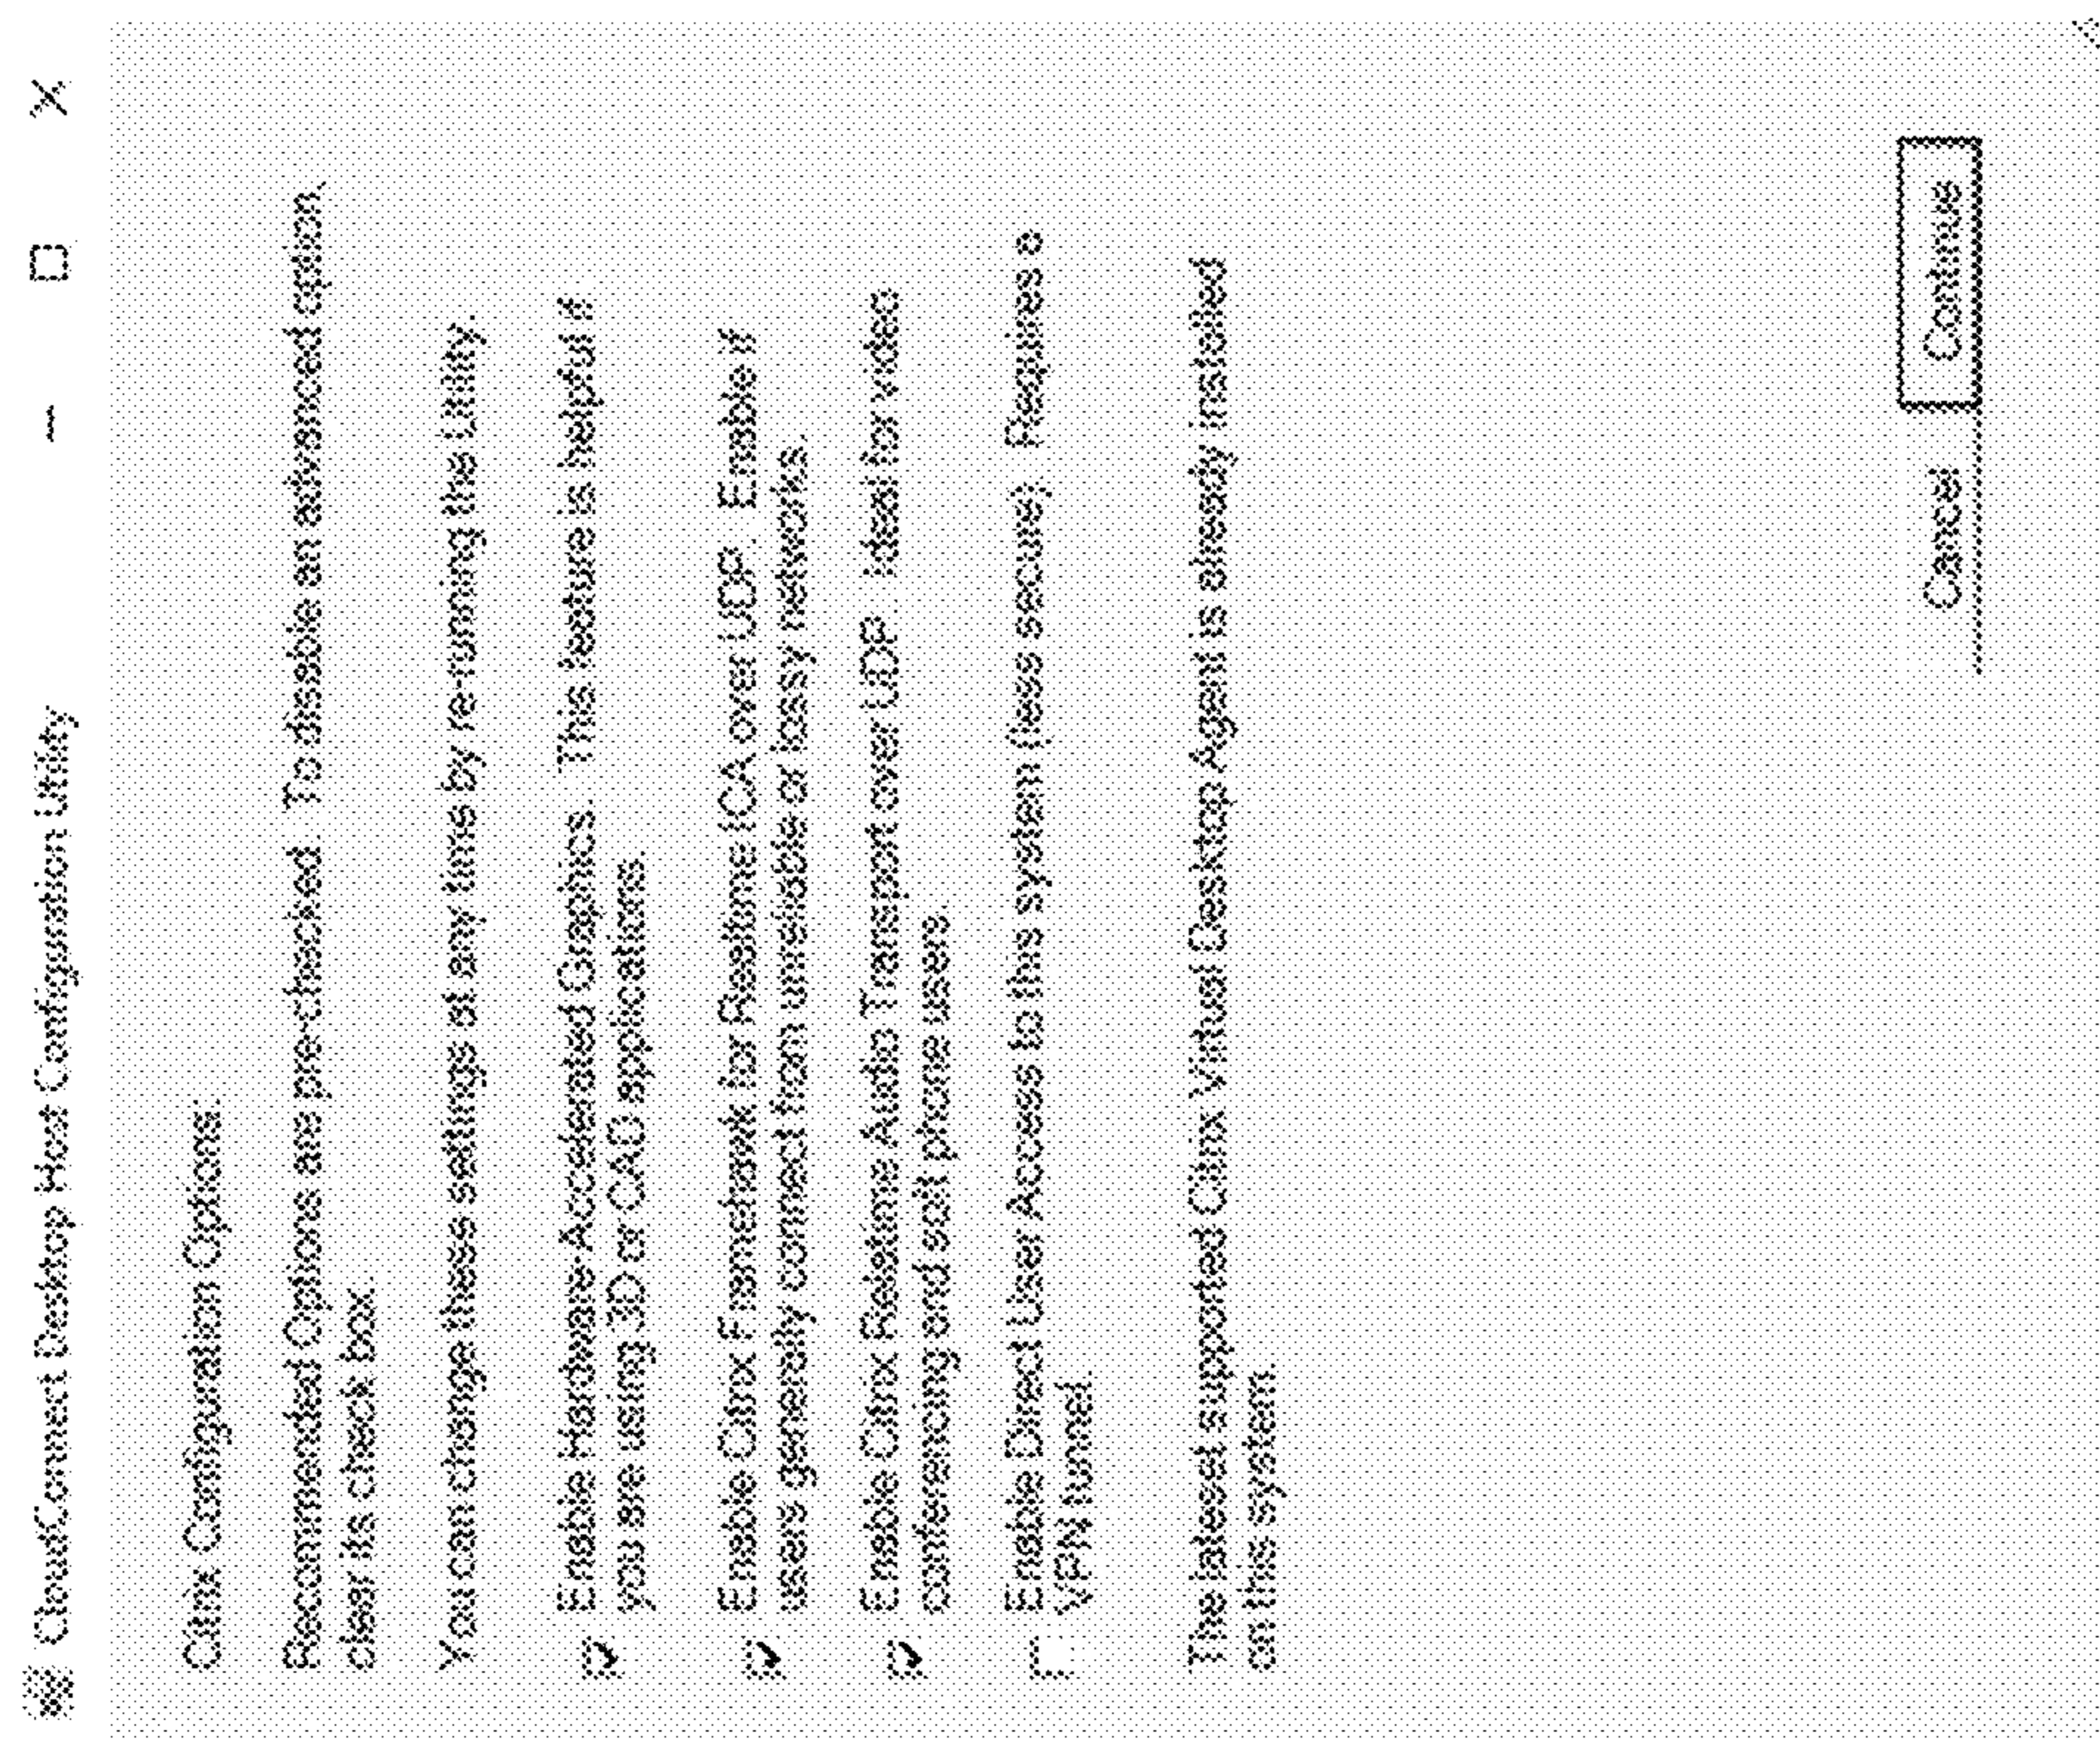 CloudConnect Desktop Host Configuration Utility
Citrix Configuration Options:
Recommended Options are pre-checked. To disable an advanced option,
clear its check box.
You can change these settings at any time by re-running the Utility.
Enable Hardware Accelerated Graphics. This feature is helpful if
you are using 3D or CAD applications.
Enable Citrix Framehawk for Realtime ICA over UDP. Enable if
users generally connect from unreliable or lossy networks.
Enable Citrix Realtime Audio Transport over UDP. Ideal for video
conferencing and soft phone users.
Enable Direct User Access to this system (less secure). Requires a
VPN tunnel.
The latest supported Citrix Virtual Desktop Agent is already installed
on this system.
Cancel Continue